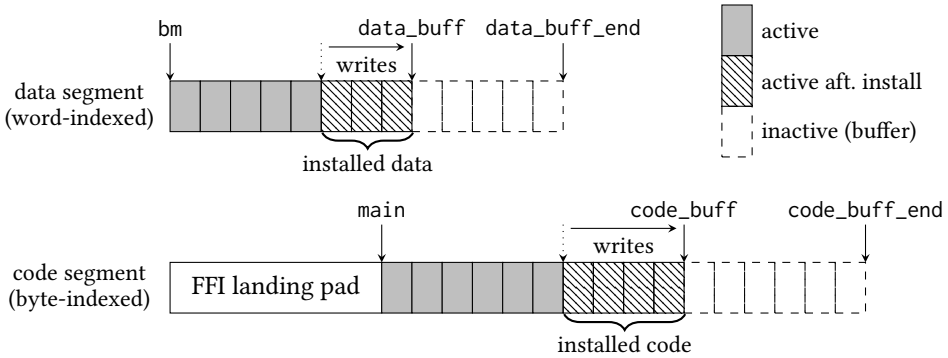 bm
data_buff
data_buff_end
active
writes
data segment
(word-indexed)
active aft. install
inactive (buffer)
installed data
main
code_buff
code_buff_end
writes
code segment
(byte-indexed)
FFI landing pad
installed code